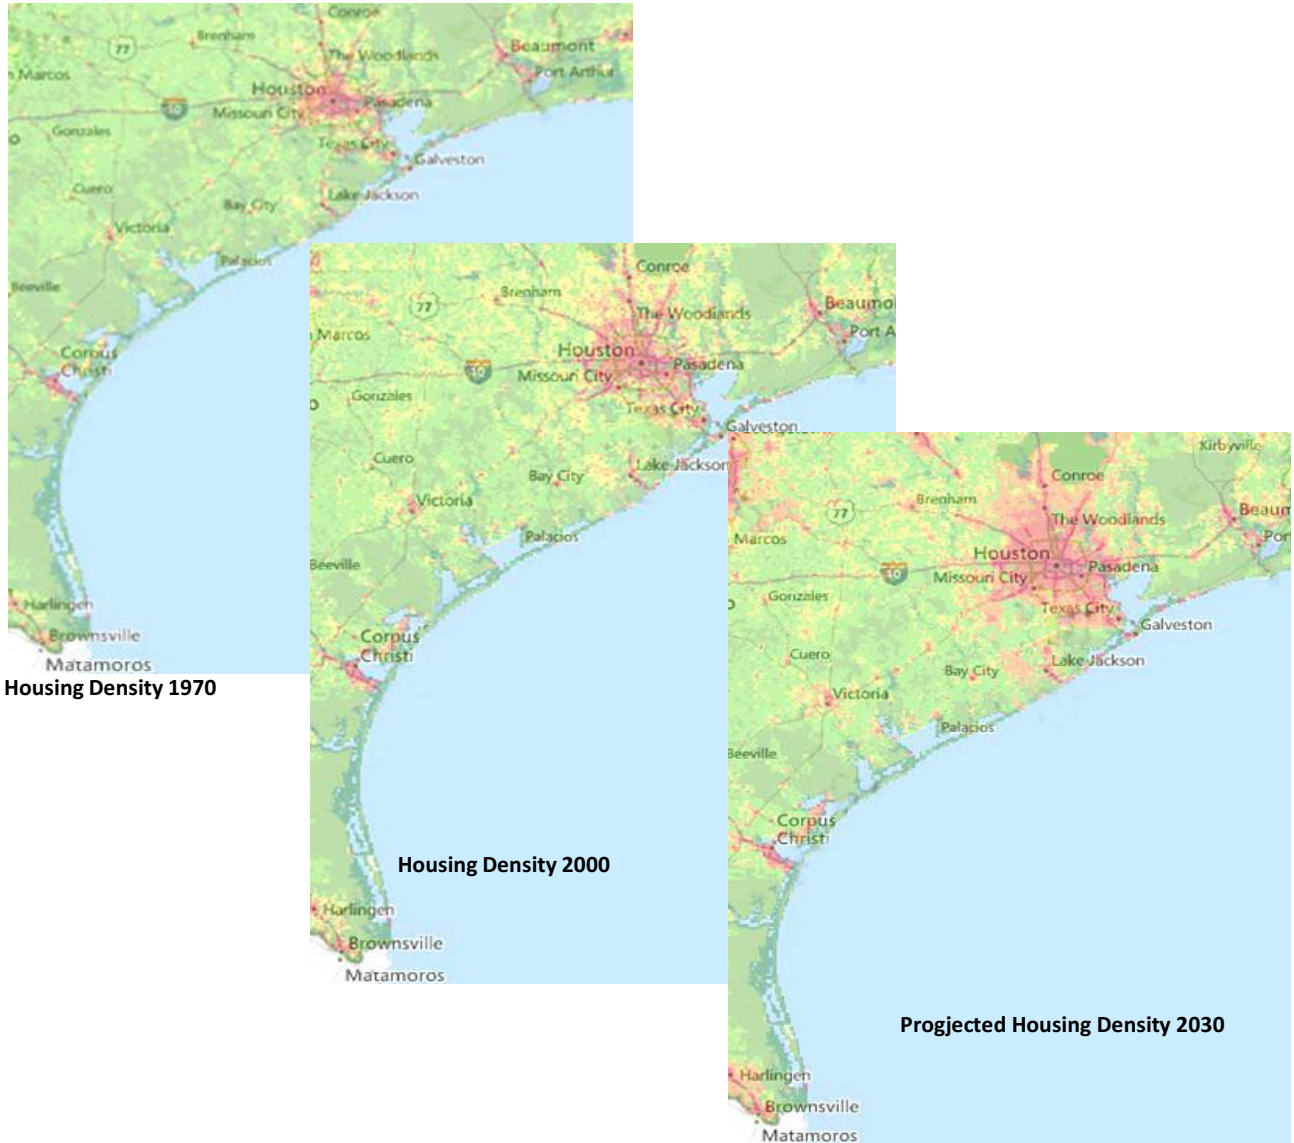 Conroe
Brenham
77
The Woodlands
Beaumont
Port Arthur
Marcos
Houston
10
Pasadena
Missouri City
Gonzales
Texas City
Galveston
Cuero
Lake Jackson
Bay City
Victoria
Palacios
Beeville
Corpus
Christi
Harlingen
Brownsville
Matamoros
Housing Density 1970
Conroe
Brenham
77
The Woodlands
Beaumo
Port A
Marcos
Houston
10
Pasadena
Missouri City
Gonzales
Texas City
Galveston
Cuero
Lake Jackson
Bay City
Victoria
Palacios
Beeville
Corpus
Christi
Housing Density 2000
Harlingen
Brownsville
Matamoros
Kirbyville
Conroe
Brenham
77
The Woodlands
Beaum
Port
Marcos
Houston
10
Pasadena
Missouri City
Gonzales
Texas City
Galveston
Cuero
Lake Jackson
Bay City
Victoria
Palacios
Beeville
Corpus
Christi
Progjected Housing Density 2030
Harlingen
Brownsville
Matamoros